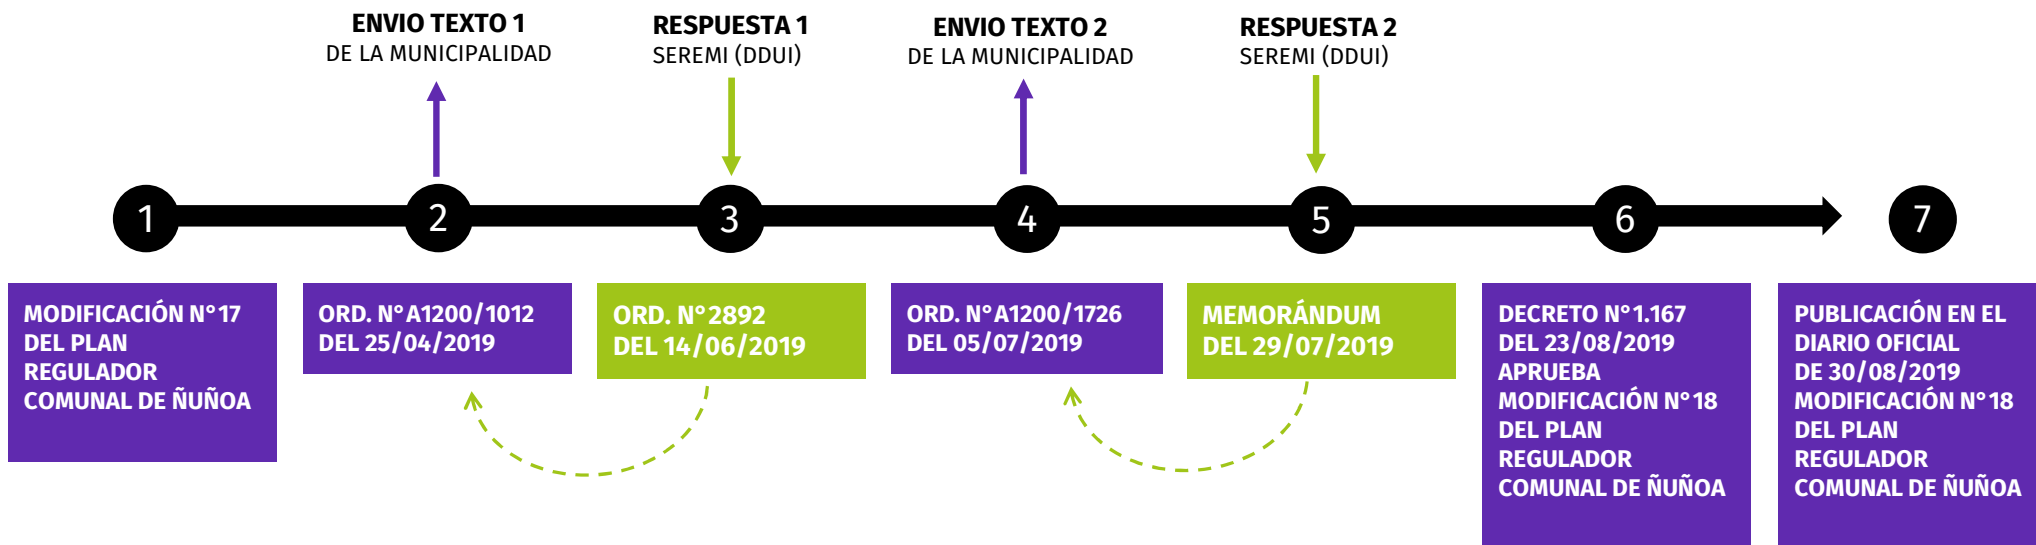 ENVIO TEXTO 1
DE LA MUNICIPALIDAD
RESPUESTA 1
SEREMI (DDUI)
ENVIO TEXTO 2
DE LA MUNICIPALIDAD
RESPUESTA 2
SEREMI (DDUI)
1
2
3
4
5
6
7
MODIFICACIÓN N°17
DEL PLAN
REGULADOR
COMUNAL DE ÑUÑOA
ORD. N°A1200/1012
DEL 25/04/2019
ORD. N°2892
DEL 14/06/2019
ORD. N°A1200/1726
DEL 05/07/2019
MEMORÁNDUM
DEL 29/07/2019
DECRETO N°1.167
DEL 23/08/2019
APRUEBA
MODIFICACIÓN N°18
DEL PLAN
REGULADOR
COMUNAL DE ÑUÑOA
PUBLICACIÓN EN EL
DIARIO OFICIAL
DE 30/08/2019
MODIFICACIÓN N°18
DEL PLAN
REGULADOR
COMUNAL DE ÑUÑOA